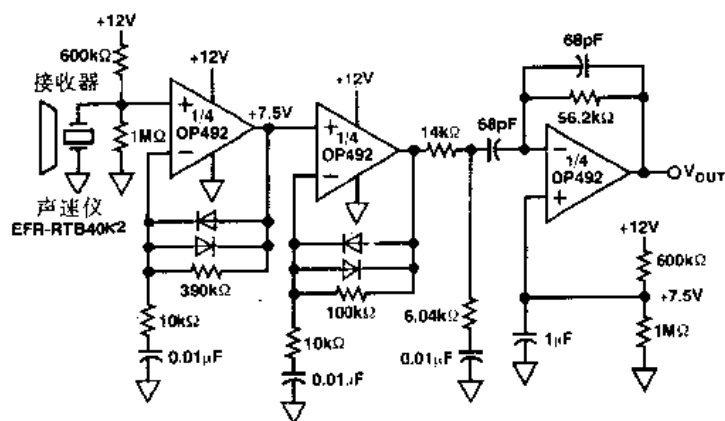 +12V
600kΩ
接收器
1MΩ
声速仪
EFR-RTB40K2
+12V
+
1/4
OP492
−
+7.5V
390kΩ
10kΩ
0.01μF
+12V
+
1/4
OP492
−
100kΩ
10kΩ
0.01μF
14kΩ
68pF
6.04kΩ
0.01μF
68pF
56.2kΩ
−
1/4
OP492
+
VOUT
+12V
600kΩ
+7.5V
1μF
1MΩ